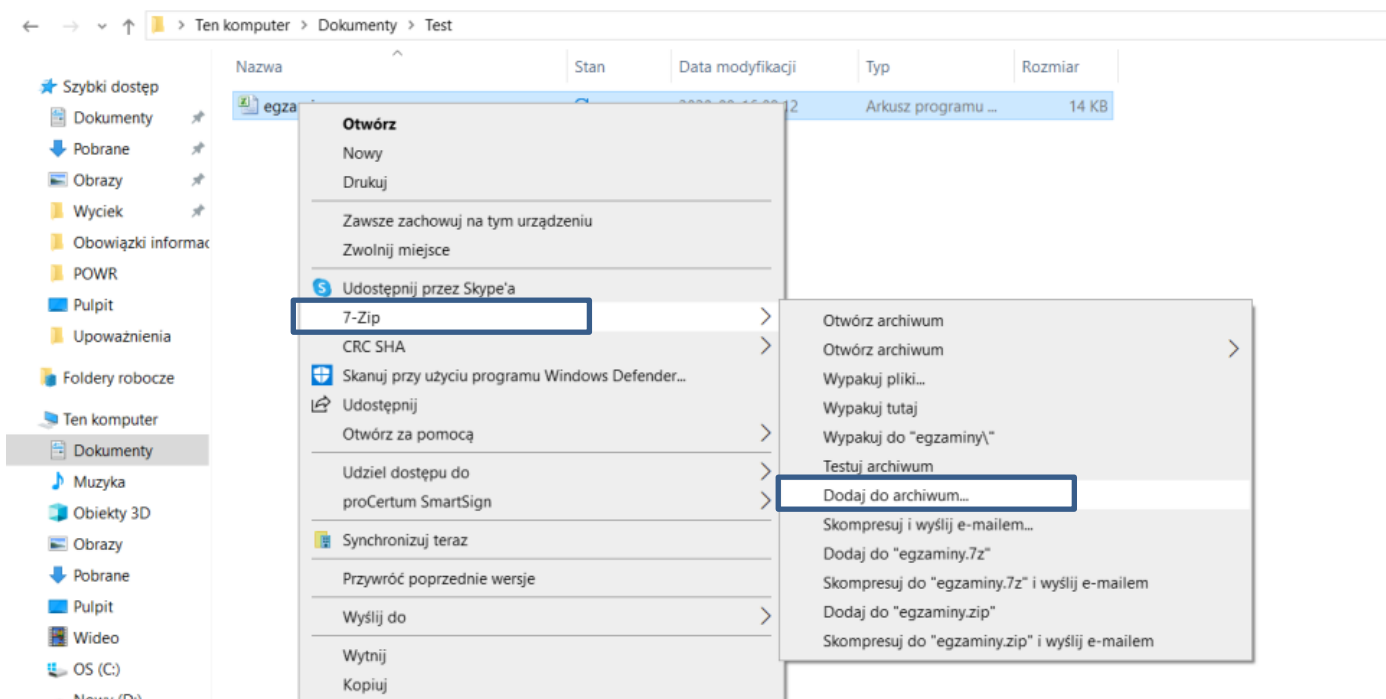 Ten komputer > Dokumenty > Test
Nazwa Stan Data modyfikacji Typ Rozmiar
Arkusz programu ... 14 KB
Szybki dostęp
Dokumenty
Pobrane
Obrazy
Wyciek
Obowiązki informac
POWR
Pulpit
Upoważnienia
Foldery robocze
Ten komputer
Dokumenty
Muzyka
Obiekty 3D
Obrazy
Pobrane
Pulpit
Wideo
OS (C:)
Otwórz
Nowy
Drukuj
Zawsze zachowuj na tym urządzeniu
Zwolnij miejsce
Udostępnij przez Skype'a
7-Zip
CRC SHA
Skanuj przy użyciu programu Windows Defender...
Udostępnij
Otwórz za pomocą
Udziel dostępu do
proCertum SmartSign
Synchronizuj teraz
Przywróć poprzednie wersje
Wyślij do
Wytnij
Kopiuj
Otwórz archiwum
Otwórz archiwum
Wypakuj pliki...
Wypakuj tutaj
Wypakuj do "egzaminy\"
Testuj archiwum
Dodaj do archiwum...
Skompresuj i wyślij e-mailem...
Dodaj do "egzaminy.7z"
Skompresuj do "egzaminy.7z" i wyślij e-mailem
Dodaj do "egzaminy.zip"
Skompresuj do "egzaminy.zip" i wyślij e-mailem